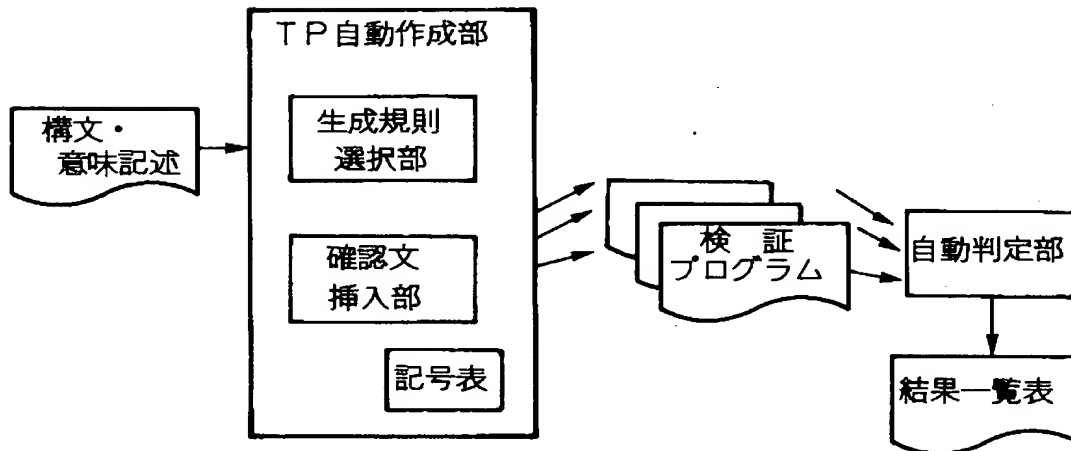 TP自動作成部
構文・
意味記述
生成規則
選択部
確認文
挿入部
記号表
検 証
プログラム
自動判定部
結果一覧表